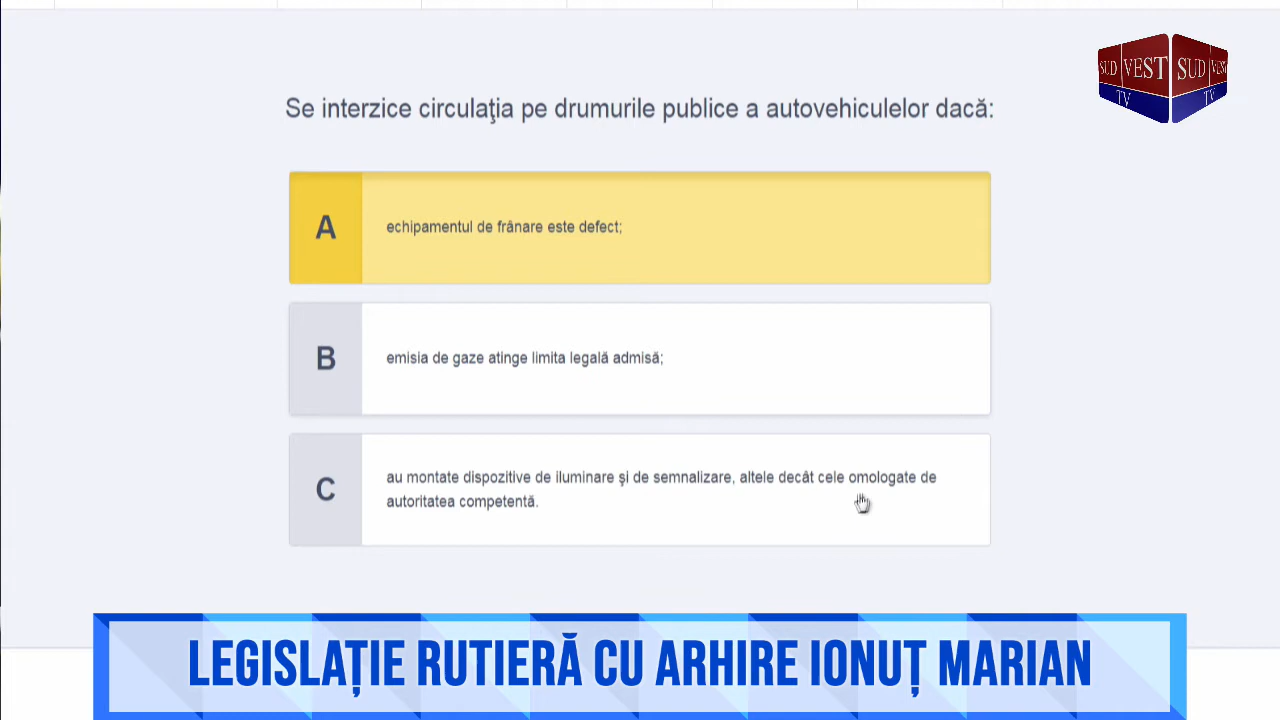 SUD VEST SUD VEST
TV TV
Se interzice circulaţia pe drumurile publice a autovehiculelor dacă:
A
echipamentul de frânare este defect;
B
emisia de gaze atinge limita legală admisă;
C
au montate dispozitive de iluminare şi de semnalizare, altele decât cele omologate de
autoritatea competentă.
LEGISLAȚIE RUTIERĂ CU ARHIRE IONUȚ MARIAN